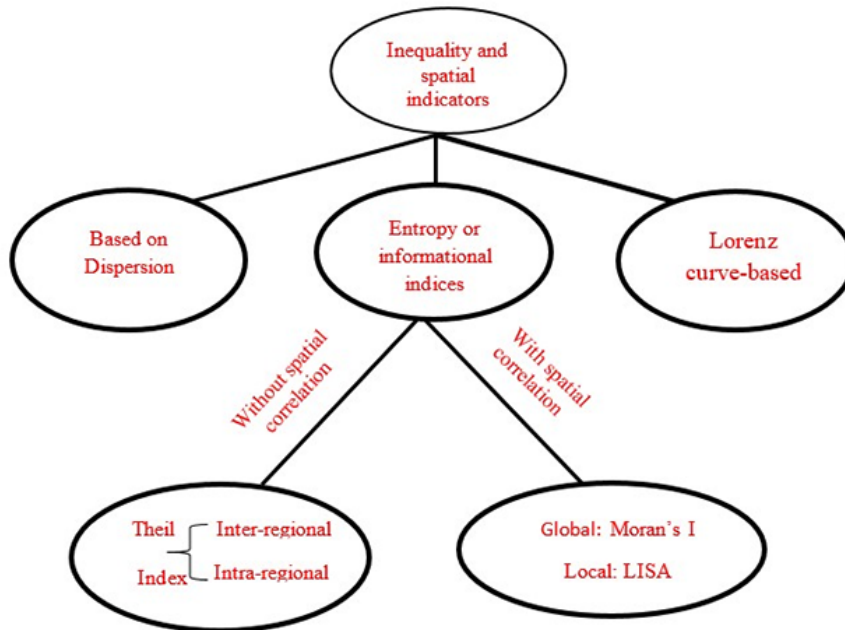 Inequality and
spatial
indicators
Based on
Dispersion
Entropy or
informational
indices
Lorenz
curve-based
Without spatial
correlation
With spatial
correlation
Theil
Index
Inter-regional
Intra-regional
Global: Moran's I
Local: LISA